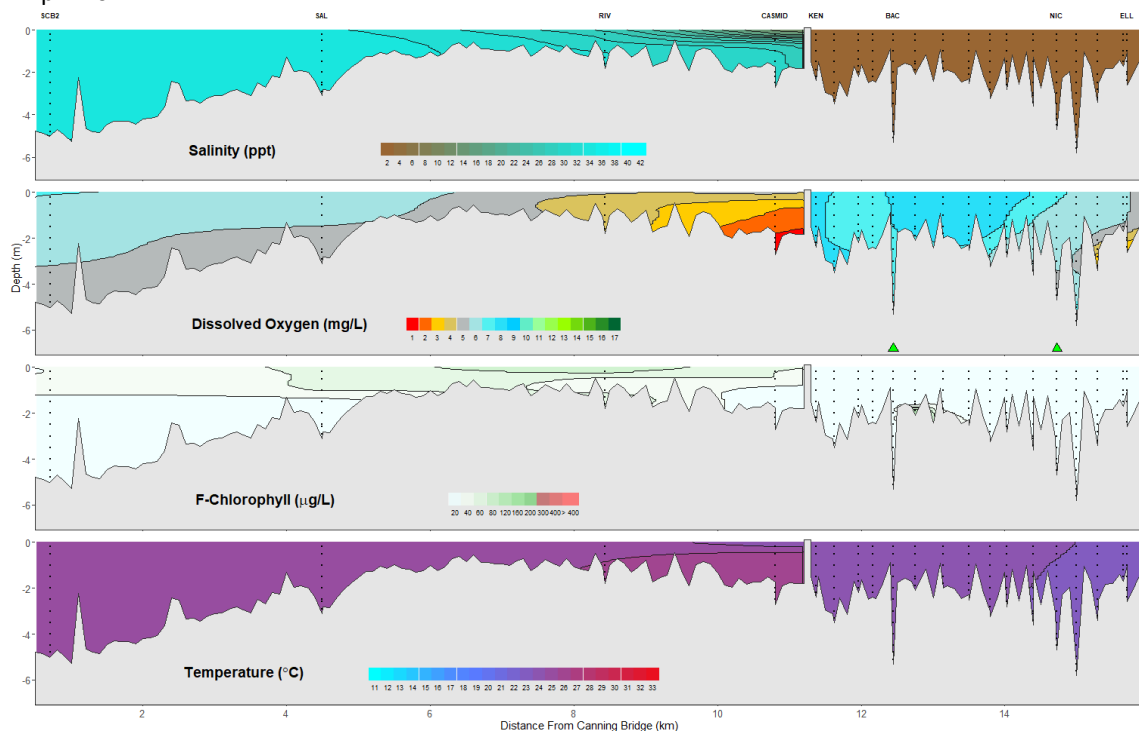 SCB2 SAL RIV CASMID KEN BAC NIC ELL
0
-2
-4
-6
Salinity (ppt)
2 4 6 8 10 12 14 16 18 20 22 24 26 28 30 32 34 36 38 40 42
0
-2
-4
-6
Dissolved Oxygen (mg/L)
1 2 3 4 5 6 7 8 9 10 11 12 13 14 15 16 17
Depth (m)
0
-2
-4
-6
F-Chlorophyll (μg/L)
20 40 60 80 120 160 200 300 400 > 400
0
-2
-4
-6
Temperature (°C)
11 12 13 14 15 16 17 18 19 20 21 22 23 24 25 26 27 28 29 30 31 32 33
2 4 6 8 10 12 14
Distance From Canning Bridge (km)